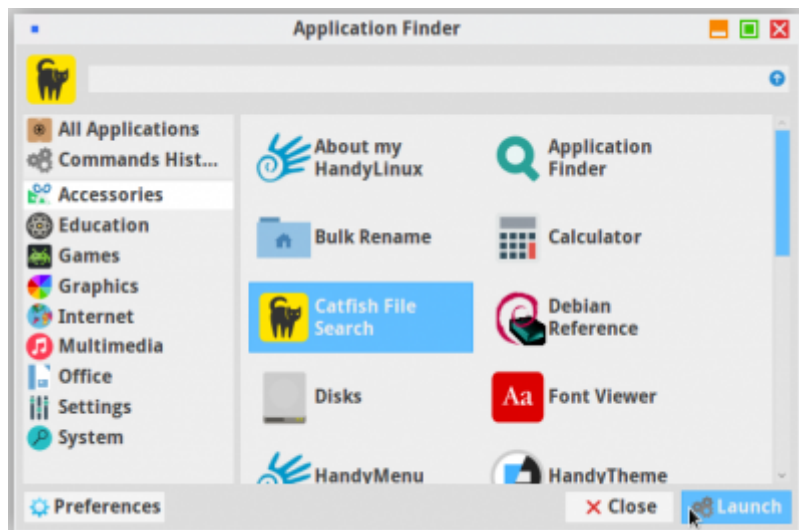 Application Finder
All Applications
Commands Hist...
Accessories
Education
Games
Graphics
Internet
Multimedia
Office
Settings
System
About my
HandyLinux
Application
Finder
Bulk Rename
Calculator
Catfish File
Search
Debian
Reference
Disks
Aa
Font Viewer
HandyMenu
HandyTheme
Preferences
Close
Launch